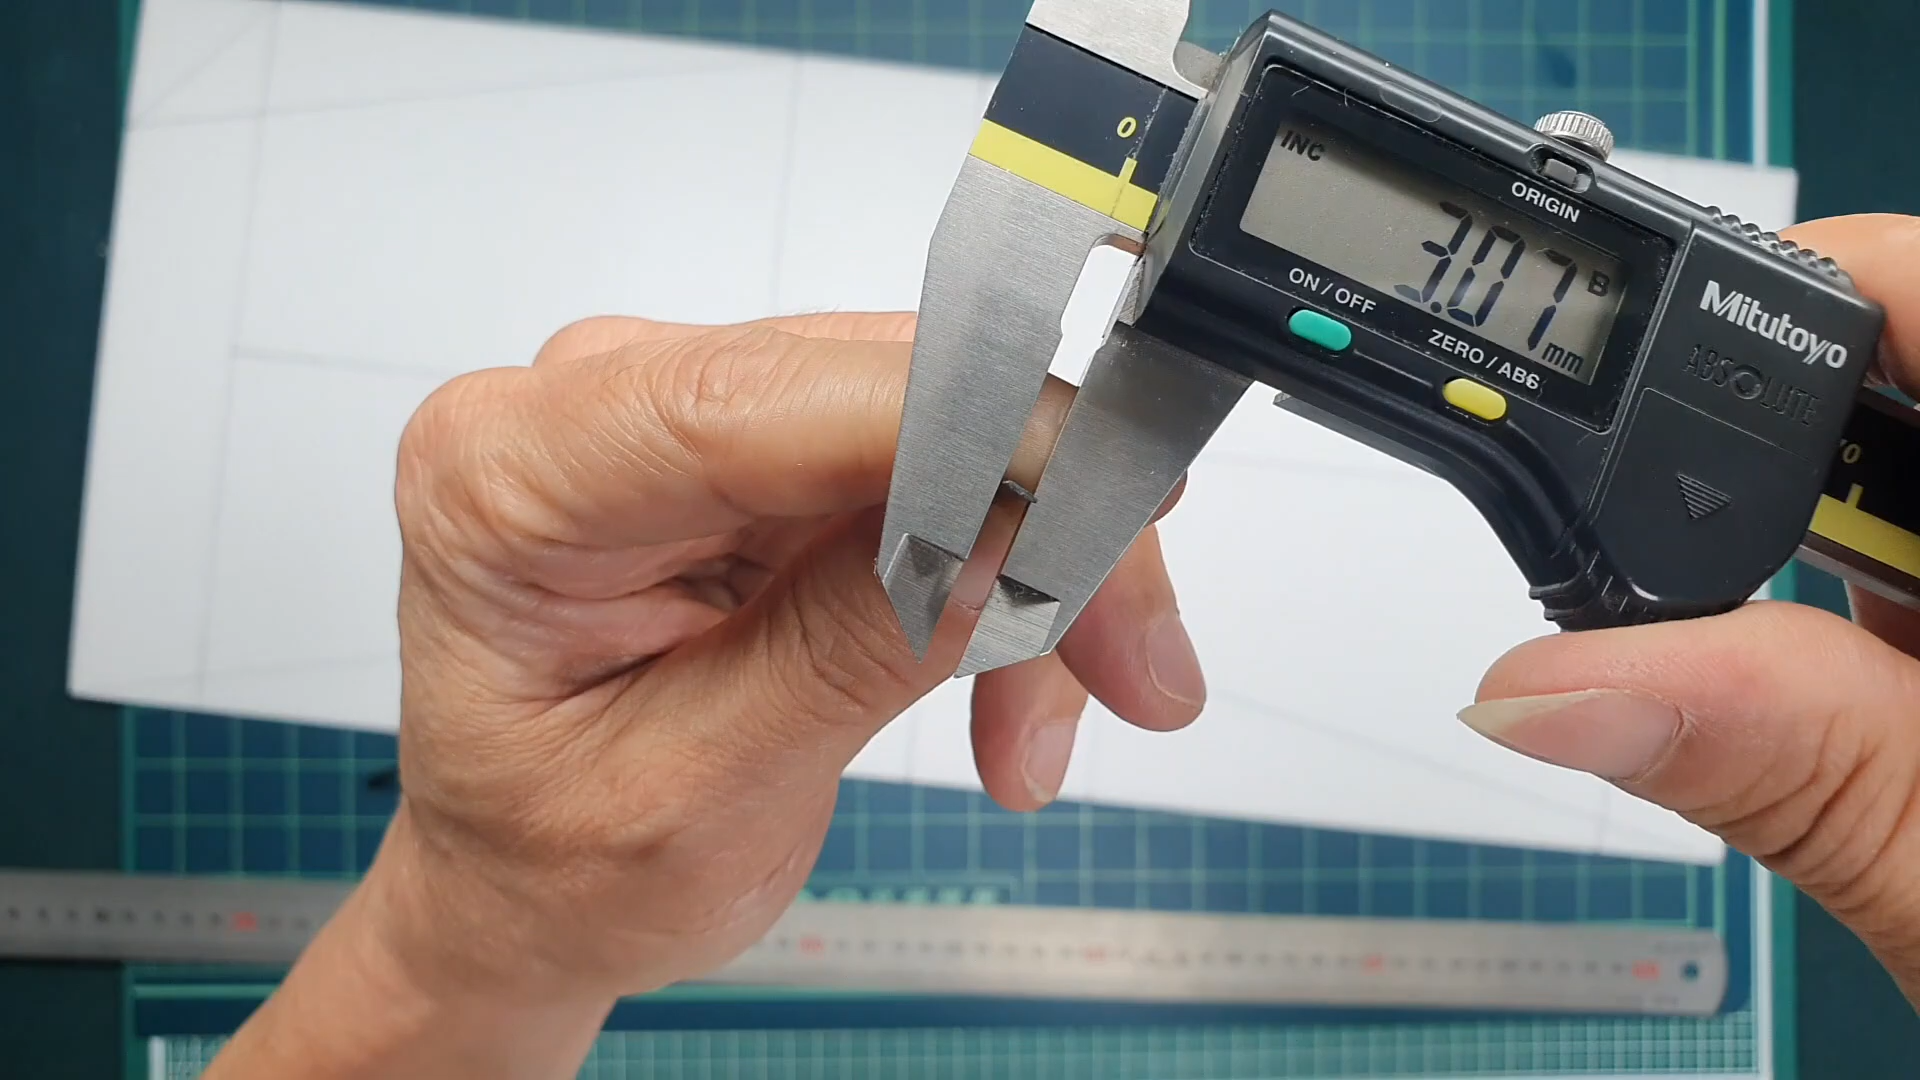 0
INC
ORIGIN
3.07
B
mm
ON / OFF
ZERO / ABS
Mitutoyo
ABSOLUTE